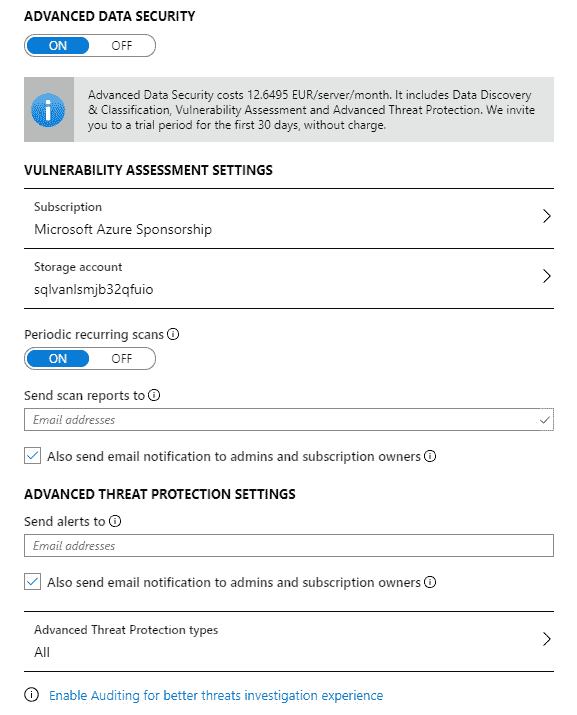 ADVANCED DATA SECURITY
ON OFF
Advanced Data Security costs 12.6495 EUR/server/month. It includes Data Discovery
& Classification, Vulnerability Assessment and Advanced Threat Protection. We invite
you to a trial period for the first 30 days, without charge.
VULNERABILITY ASSESSMENT SETTINGS
Subscription
Microsoft Azure Sponsorship
Storage account
sqlvanlsmjb32qfuio
Periodic recurring scans
ON OFF
Send scan reports to
Email addresses
Also send email notification to admins and subscription owners
ADVANCED THREAT PROTECTION SETTINGS
Send alerts to
Email addresses
Also send email notification to admins and subscription owners
Advanced Threat Protection types
All
Enable Auditing for better threats investigation experience